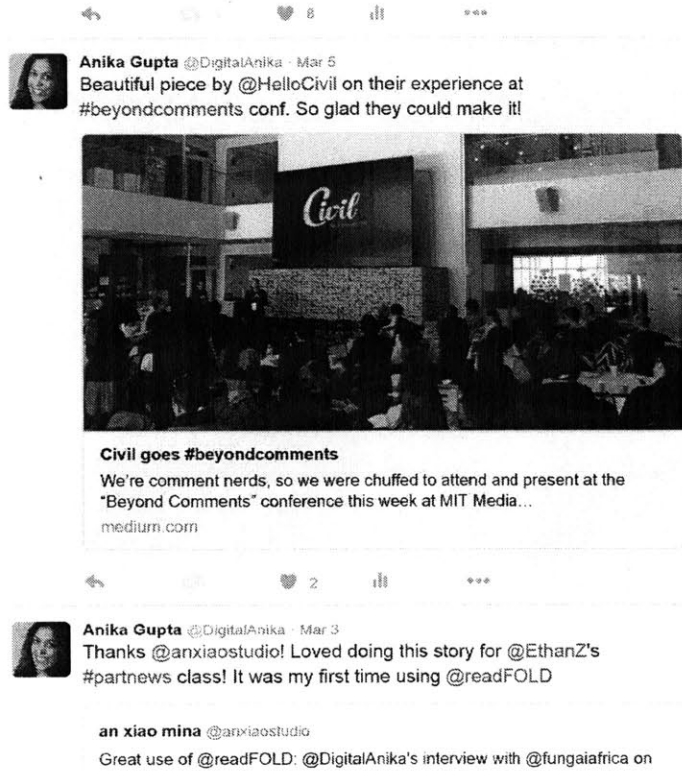 8
Anika Gupta @DigitalAnika · Mar 5
Beautiful piece by @HelloCivil on their experience at
#beyondcomments conf. So glad they could make it!
Civil
Civil goes #beyondcomments
We're comment nerds, so we were chuffed to attend and present at the
"Beyond Comments" conference this week at MIT Media...
medium.com
2
Anika Gupta @DigitalAnika · Mar 3
Thanks @anxiaostudio! Loved doing this story for @EthanZ's
#partnews class! It was my first time using @readFOLD
an xiao mina @anxiaostudio
Great use of @readFOLD: @DigitalAnika's interview with @fungaiafrica on